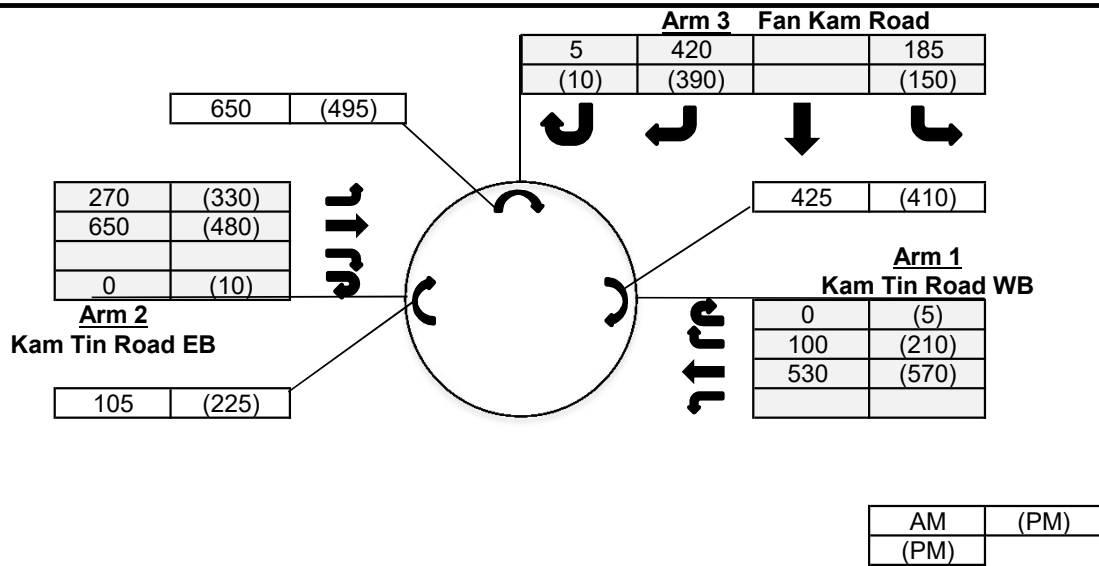 Arm 3 Fan Kam Road
5 420 185
(10) (390) (150)
650 (495)
270 (330)
650 (480)
0 (10)
425 (410)
Arm 1
Kam Tin Road WB
0 (5)
100 (210)
530 (570)
Arm 2
Kam Tin Road EB
105 (225)
AM (PM)
(PM)